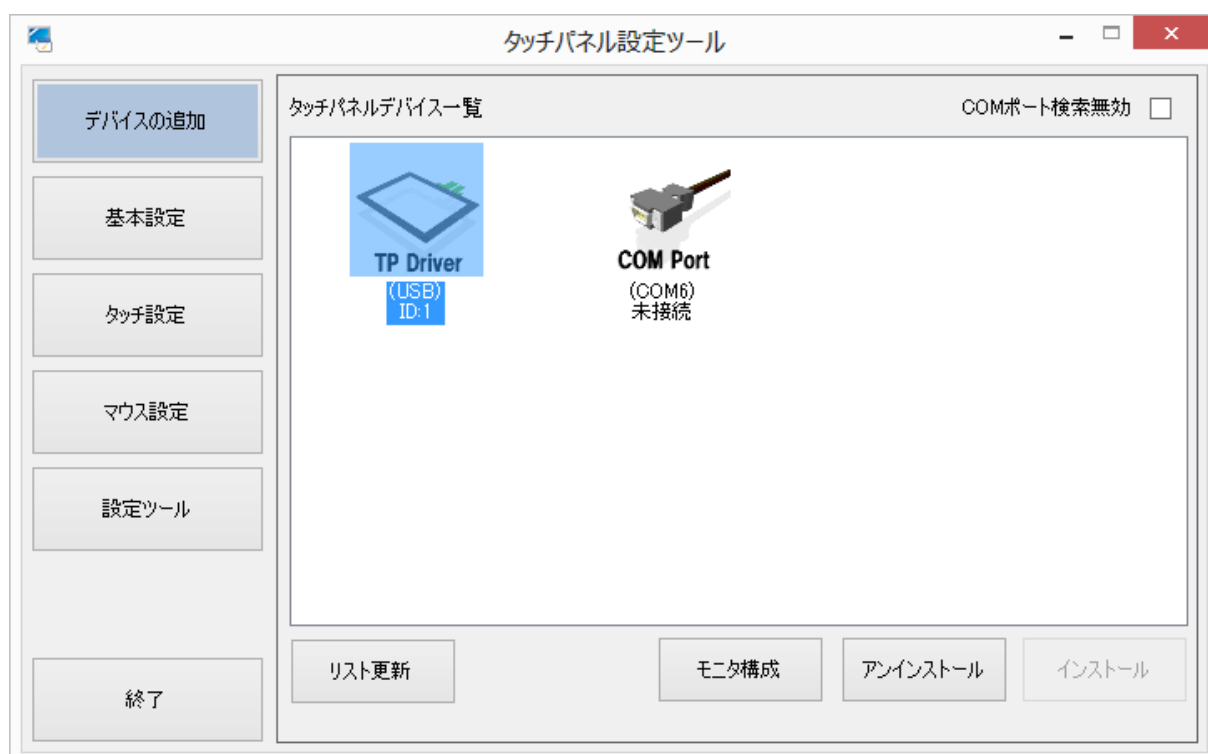 タッチパネル設定ツール
デバイスの追加
基本設定
タッチ設定
マウス設定
設定ツール
終了
タッチパネルデバイス一覧
COMポート検索無効
TP Driver
(USB)
ID:1
COM Port
(COM6)
未接続
リスト更新
モニタ構成
アンインストール
インストール